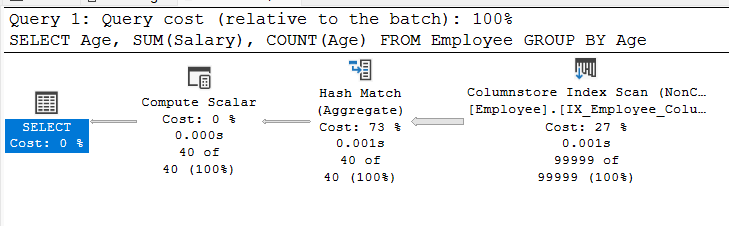 Query 1: Query cost (relative to the batch): 100%
SELECT Age, SUM(Salary), COUNT(Age) FROM Employee GROUP BY Age
SELECT
Cost: 0 %
Compute Scalar
Cost: 0 %
0.000s
40 of
40 (100%)
Hash Match
(Aggregate)
Cost: 73 %
0.001s
40 of
40 (100%)
Columnstore Index Scan (NonC…
[Employee].[IX_Employee_Colu…
Cost: 27 %
0.001s
99999 of
99999 (100%)